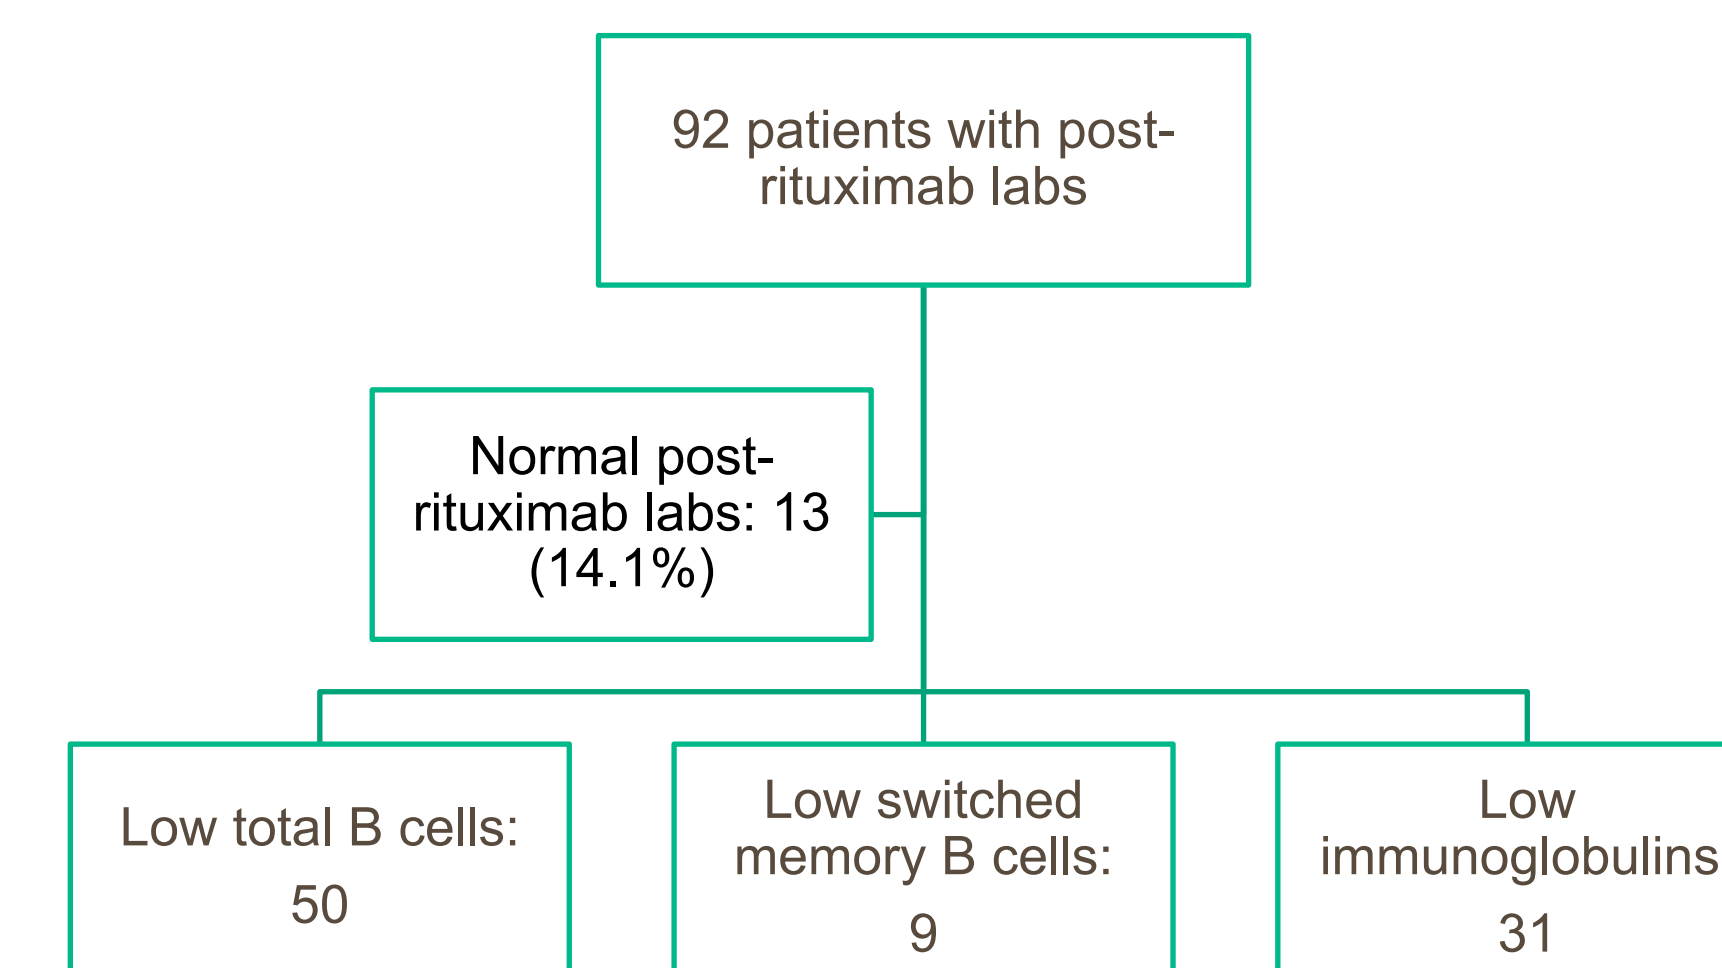 92 patients with post-
rituximab labs
Normal post-
rituximab labs: 13
(14.1%)
Low total B cells:
50
Low switched
memory B cells:
9
Low
immunoglobulins
31